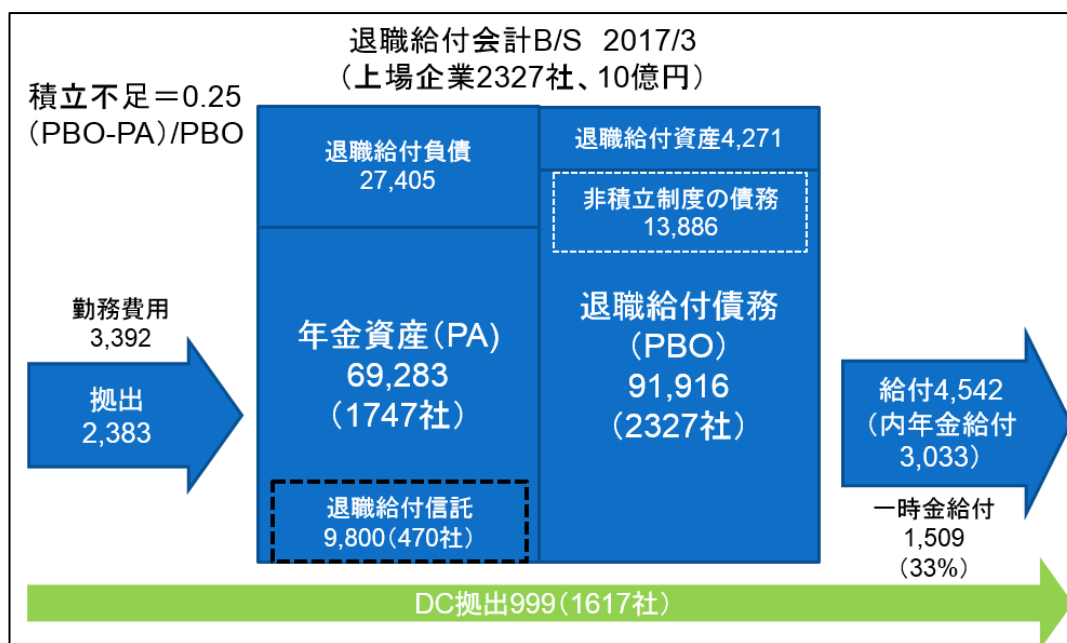 退職給付会計B/S 2017/3
（上場企業2327社、10億円）
積立不足＝0.25
(PBO-PA)/PBO
退職給付負債
27,405
退職給付資産4,271
非積立制度の債務
13,886
勤務費用
3,392
拠出
2,383
年金資産（PA)
69,283
（1747社）
退職給付債務
（PBO）
91,916
（2327社）
給付4,542
（内年金給付
3,033）
退職給付信託
9,800（470社）
一時金給付
1,509
（33%）
DC拠出999（1617社）